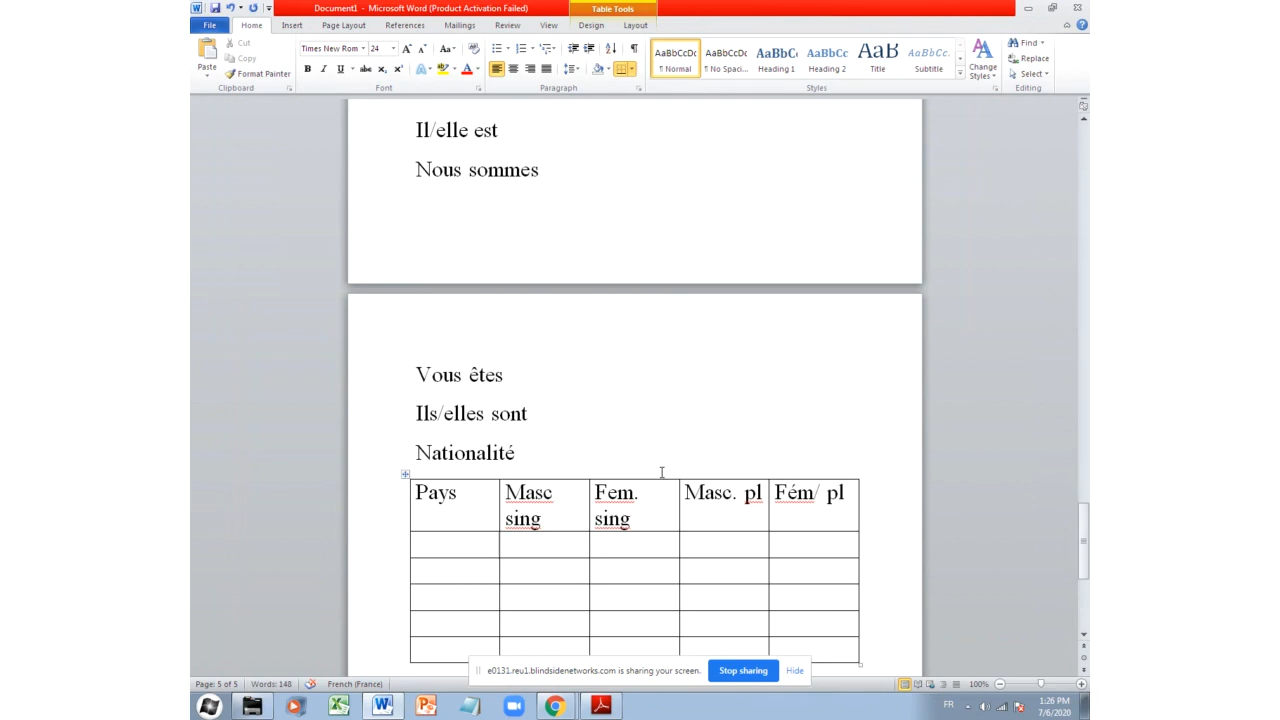 Document1 - Microsoft Word (Product Activation Failed)
Table Tools
File Home Insert Page Layout References Mailings Review View Design Layout
Paste
Cut
Copy
Format Painter
Clipboard
Times New Rom 24
Font
Paragraph
AaBbCcDc AaBbCcDc AaBbCc AaBbCc AaB AaBbCc.
¶ Normal ¶ No Spaci... Heading 1 Heading 2 Title Subtitle
Change Styles
Styles
Find
Replace
Select
Editing
Il/elle est
Nous sommes
Vous êtes
Ils/elles sont
Nationalité
Pays Masc sing Fem. sing Masc. pl Fém/ pl
e0131.reu1.blindsidenetworks.com is sharing your screen. Stop sharing Hide
Page: 5 of 5 Words: 148 French (France) 100%
FR 1:26 PM
7/6/2020